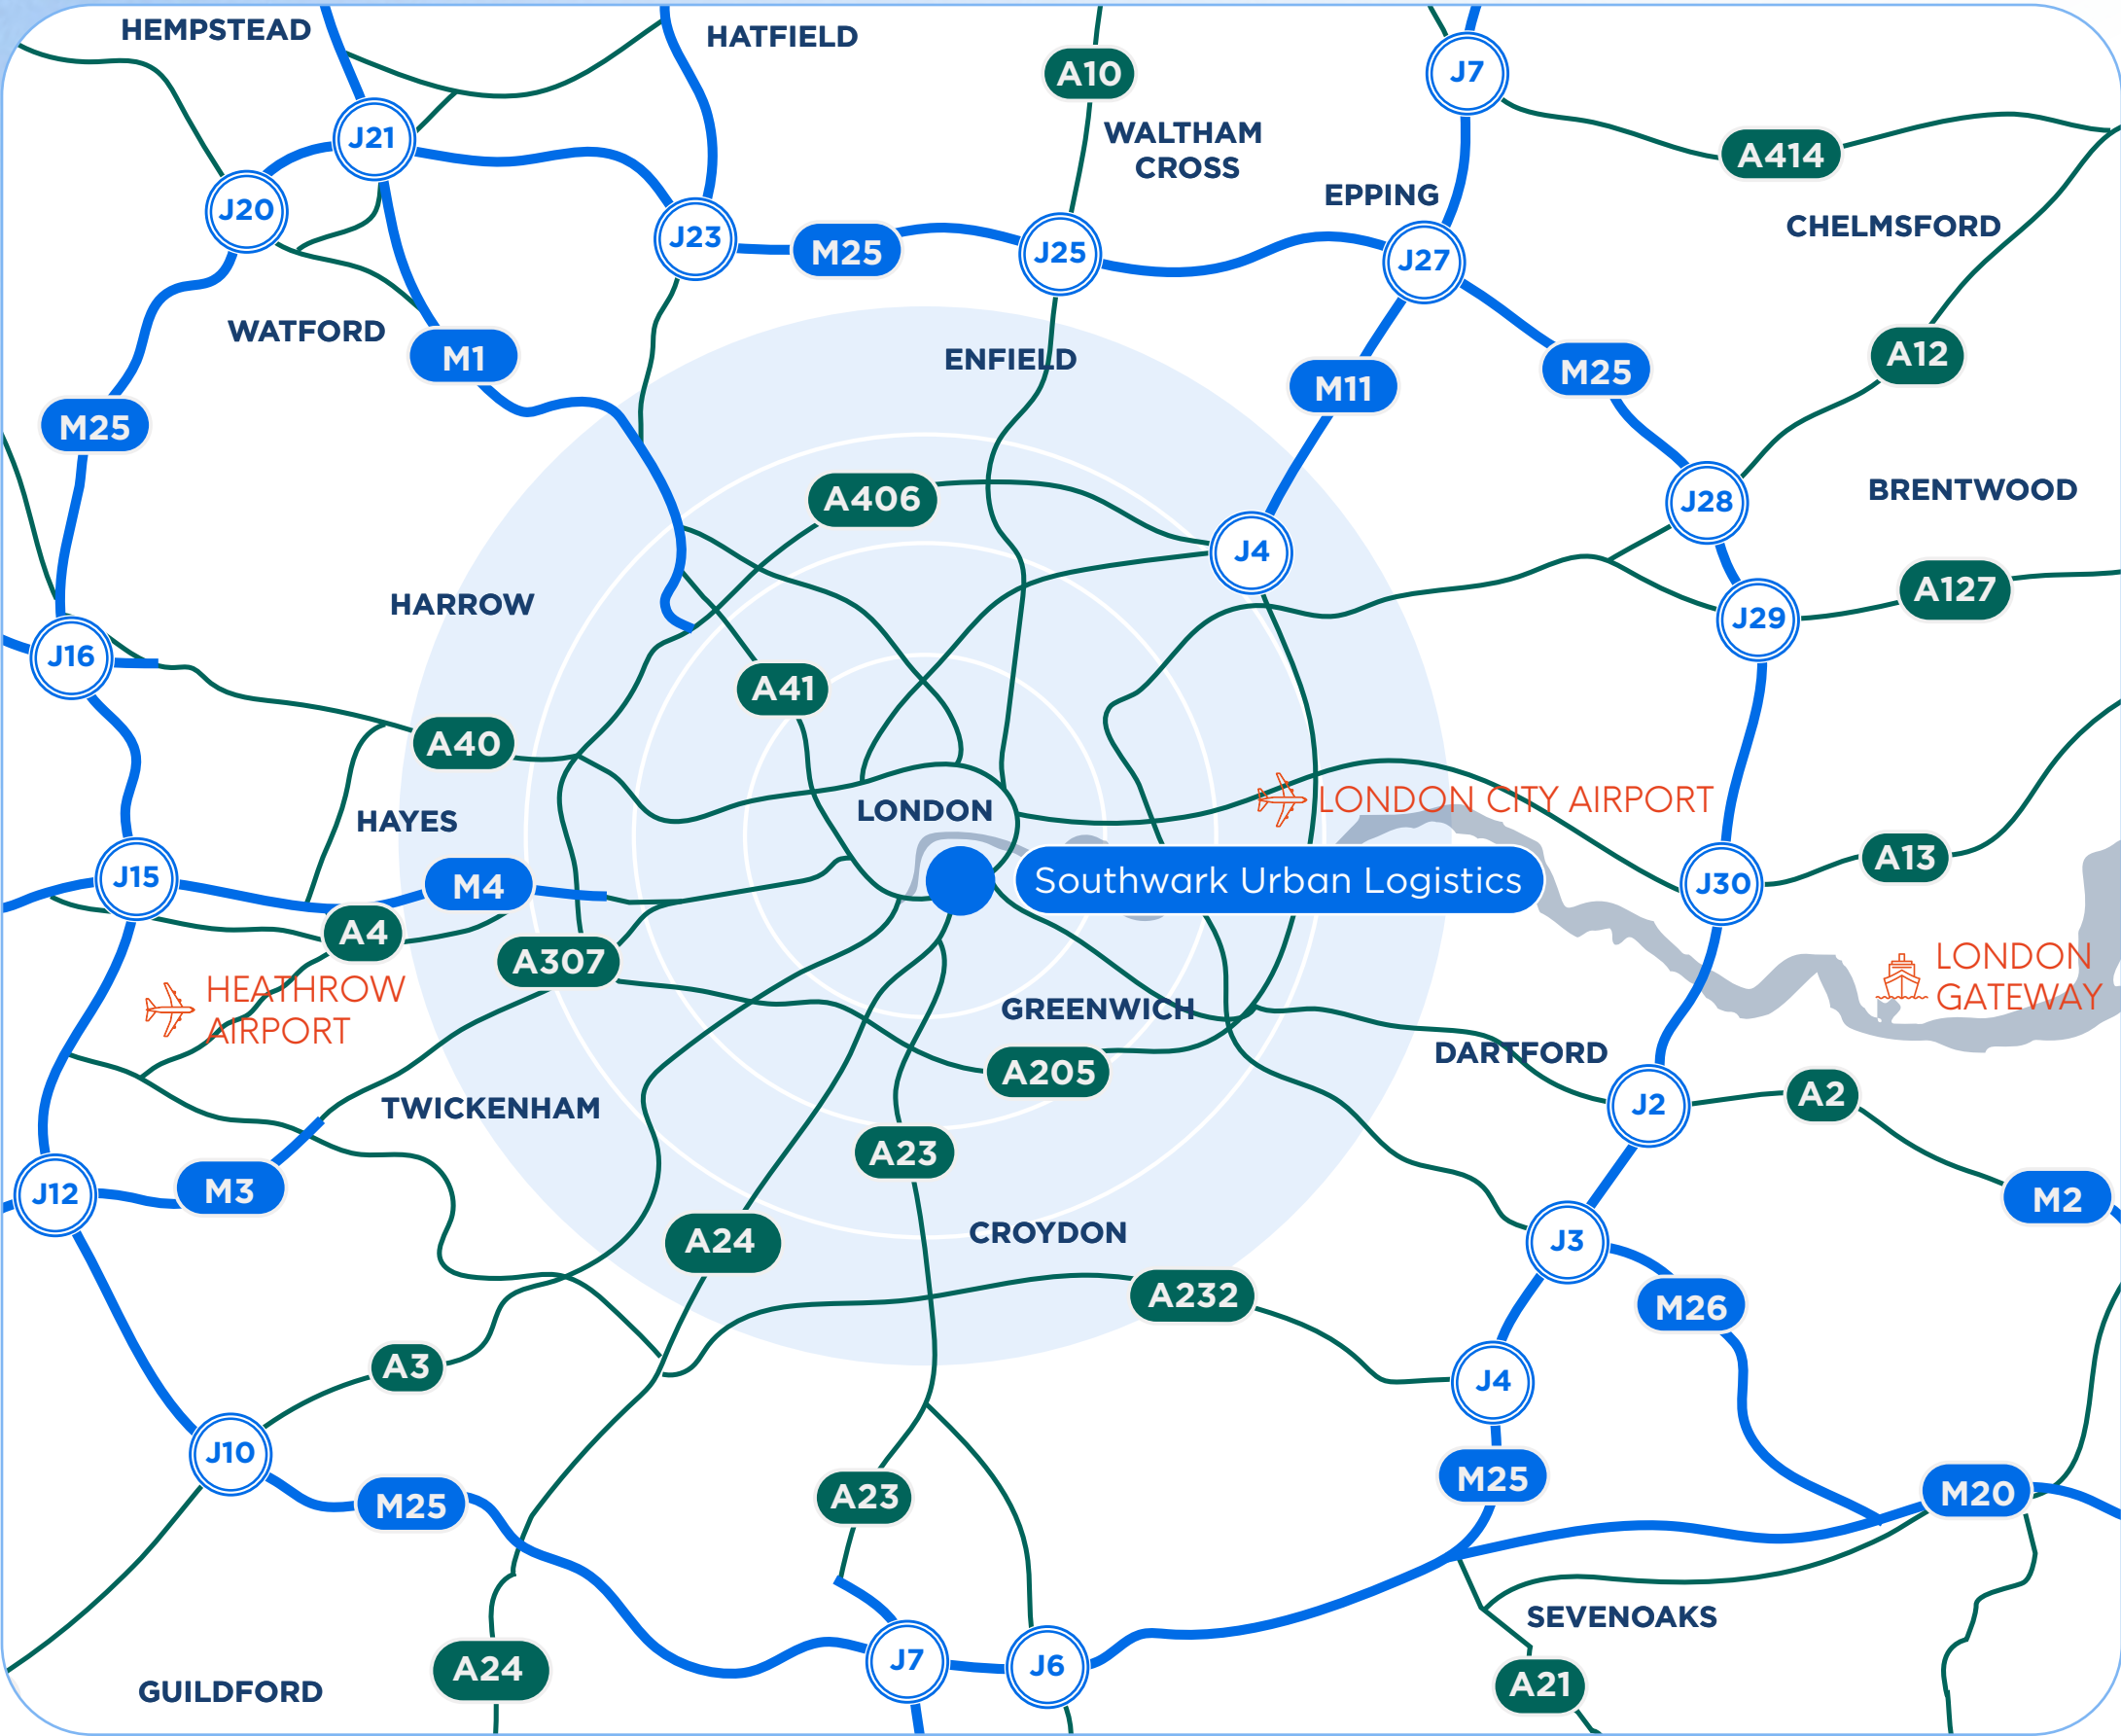 HEMPSTEAD
HATFIELD
A10
J7
WALTHAM
CROSS
J21
A414
EPPING
J20
J23
M25
J25
J27
CHELMSFORD
WATFORD
M1
ENFIELD
M11
M25
A12
M25
A406
J28
BRENTWOOD
J4
HARROW
A127
J29
J16
A41
A40
LONDON
LONDON CITY AIRPORT
HAYES
J15
M4
Southwark Urban Logistics
J30
A13
A4
A307
LONDON
GATEWAY
HEATHROW
AIRPORT
GREENWICH
A205
DARTFORD
J2
A2
TWICKENHAM
A23
J12
M3
M2
A24
CROYDON
J3
A232
M26
A3
J4
J10
M25
A23
M25
M20
SEVENOAKS
A24
J7
J6
A21
GUILDFORD